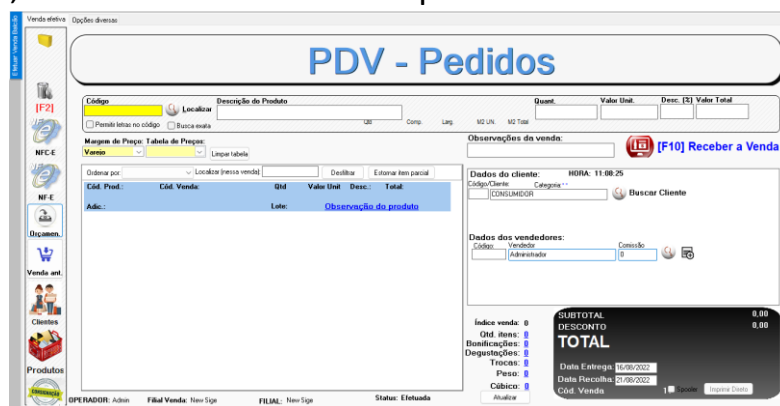 Venda efetiva Opções diversas
Efetuar Venda Balcão
PDV - Pedidos
[F2]
Código Descrição do Produto Quant. Valor Unit. Desc. (%) Valor Total
Localizar
Permitir letras no código Busca exata Qtd Comp. Larg. M2 UN. M2 Total
NFC-E
Margem de Preço: Tabela de Preços: Observações da venda:
Varejo Limpar tabela [F10] Receber a Venda
Ordenar por Localizar (nessa venda): Desfiltrar Estornar item parcial
Dados do cliente: HORA: 11:08:25
Código/Cliente: Categoria
Cód. Prod.: Cód. Venda: Qtd Valor Unit Desc.: Total:
CONSUMIDOR Buscar Cliente
NF-E
Adic.: Lote: Observação do produto
Orçamen.
Dados dos vendedores:
Código: Vendedor Comissão
Administrador 0
Venda ant.
Clientes
Índice venda: 0
Qtd. itens: 0
Bonificações: 0
Degustações: 0
Trocas: 0
Peso: 0
Cúbico: 0
Atualizar
SUBTOTAL 0,00
DESCONTO 0,00
TOTAL
Data Entrega: 16/08/2022
Data Recolha: 21/08/2022
Cód. Venda 1 Spooler Imprimir Direto
Produtos
OPERADOR: Admin Filial Venda: New Sige FILIAL: New Sige Status: Efetuada